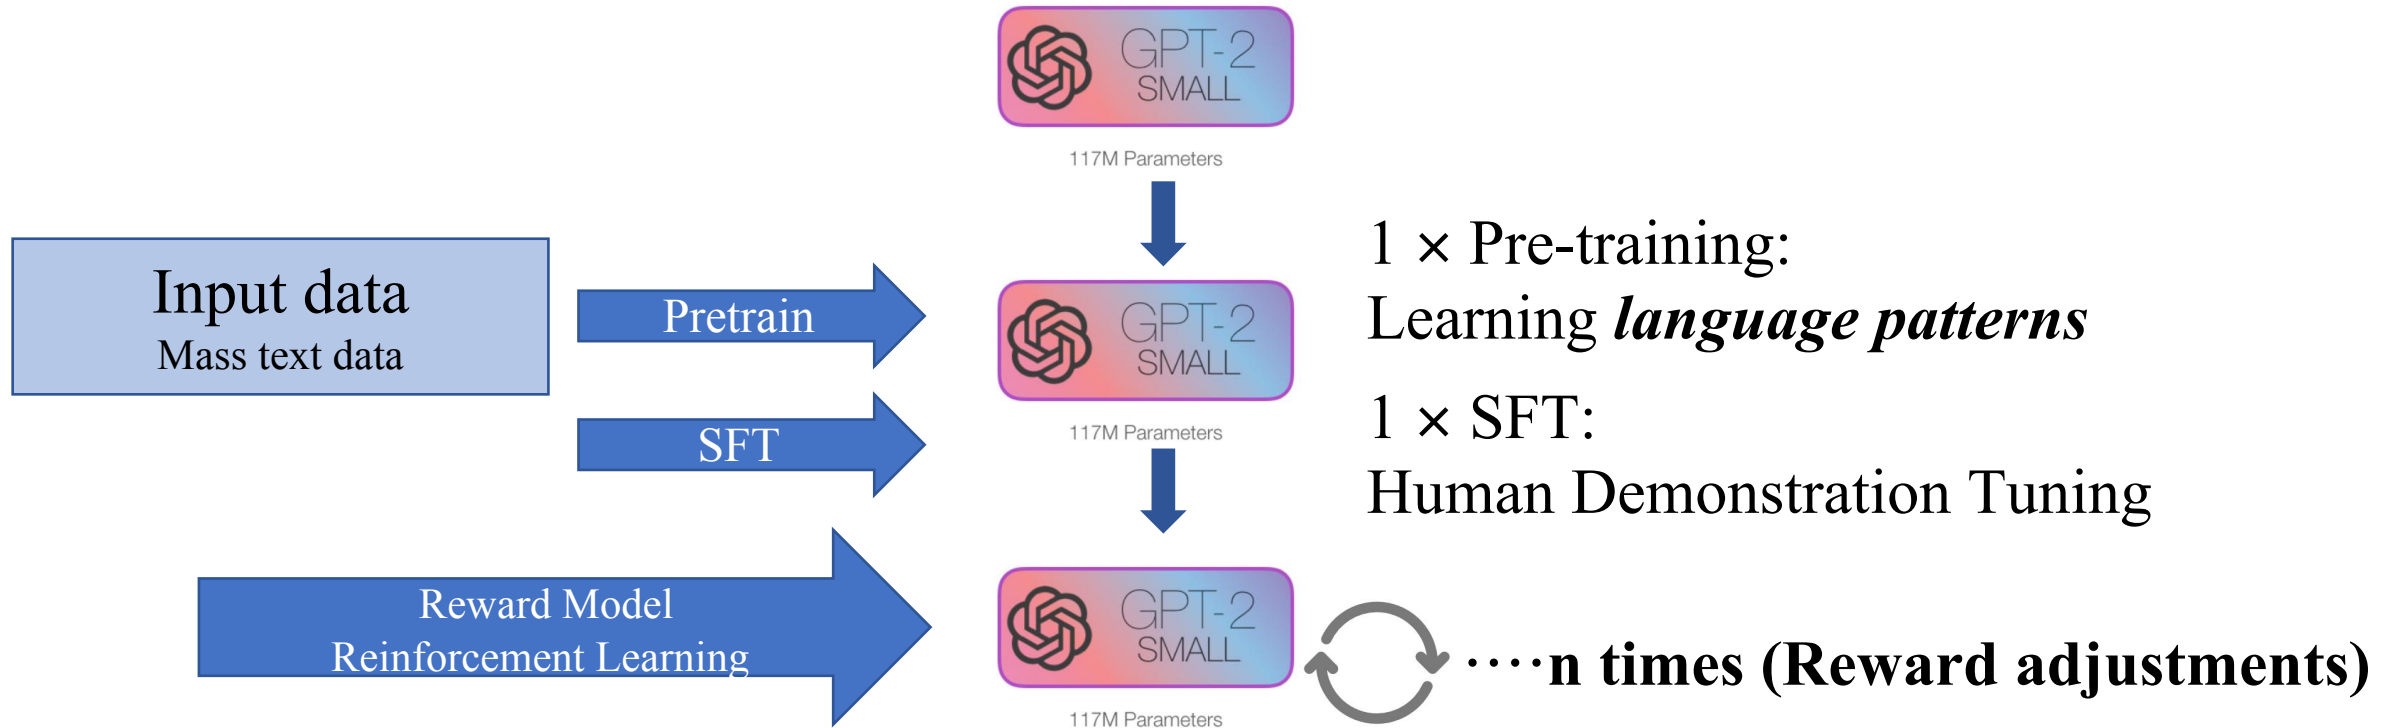 GPT-2
SMALL
117M Parameters
Input data
Mass text data
Pretrain
SFT
GPT-2
SMALL
117M Parameters
1 × Pre-training:
Learning language patterns
1 × SFT:
Human Demonstration Tuning
Reward Model
Reinforcement Learning
GPT-2
SMALL
117M Parameters
····n times (Reward adjustments)